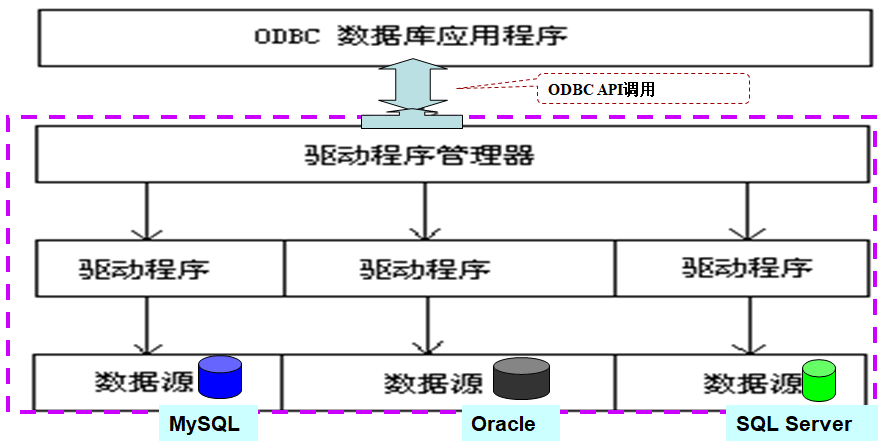 ODBC 数据库应用程序
ODBC API调用
驱动程序管理器
驱动程序 驱动程序 驱动程序
数据源 数据源 数据源
MySQL Oracle SQL Server